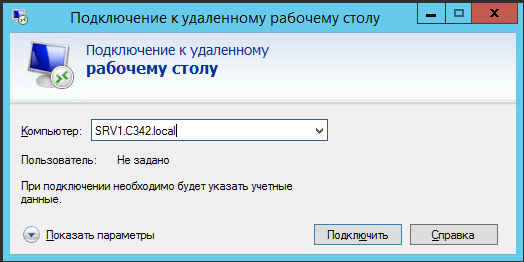 Подключение к удаленному рабочему столу
Подключение к удаленному
рабочему столу
Компьютер: SRV1.C342.local
Пользователь: Не задано
При подключении необходимо будет указать учетные
данные.
Показать параметры Подключить Справка